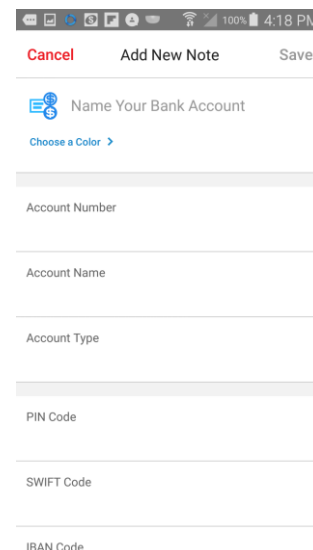 100% 4:18 PM
Cancel Add New Note Save
Name Your Bank Account
Choose a Color >
Account Number
Account Name
Account Type
PIN Code
SWIFT Code
IBAN Code